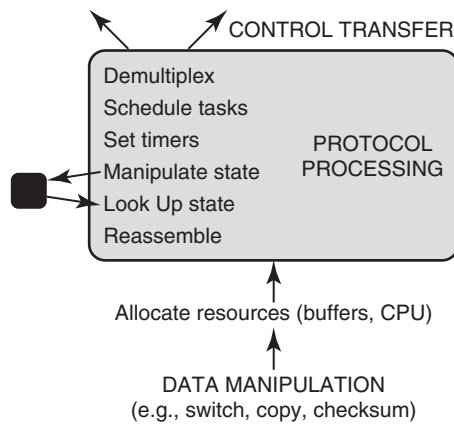 CONTROL TRANSFER
Demultiplex
Schedule tasks
Set timers
Manipulate state
Look Up state
Reassemble
PROTOCOL
PROCESSING
Allocate resources (buffers, CPU)
DATA MANIPULATION
(e.g., switch, copy, checksum)